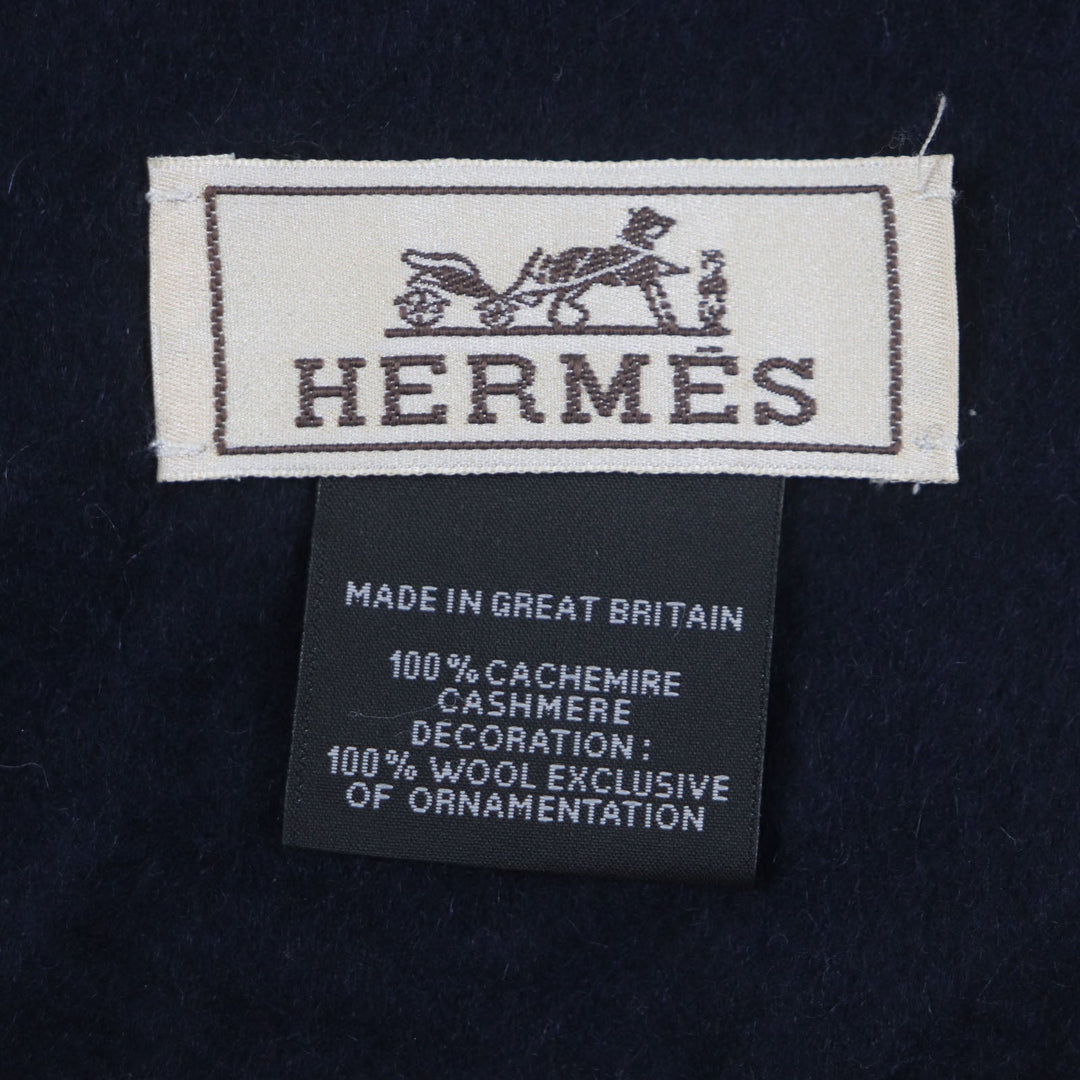 HERMÈS
MADE IN GREAT BRITAIN
100% CACHEMIRE
CASHMERE
DECORATION:
100% WOOL EXCLUSIVE
OF ORNAMENTATION